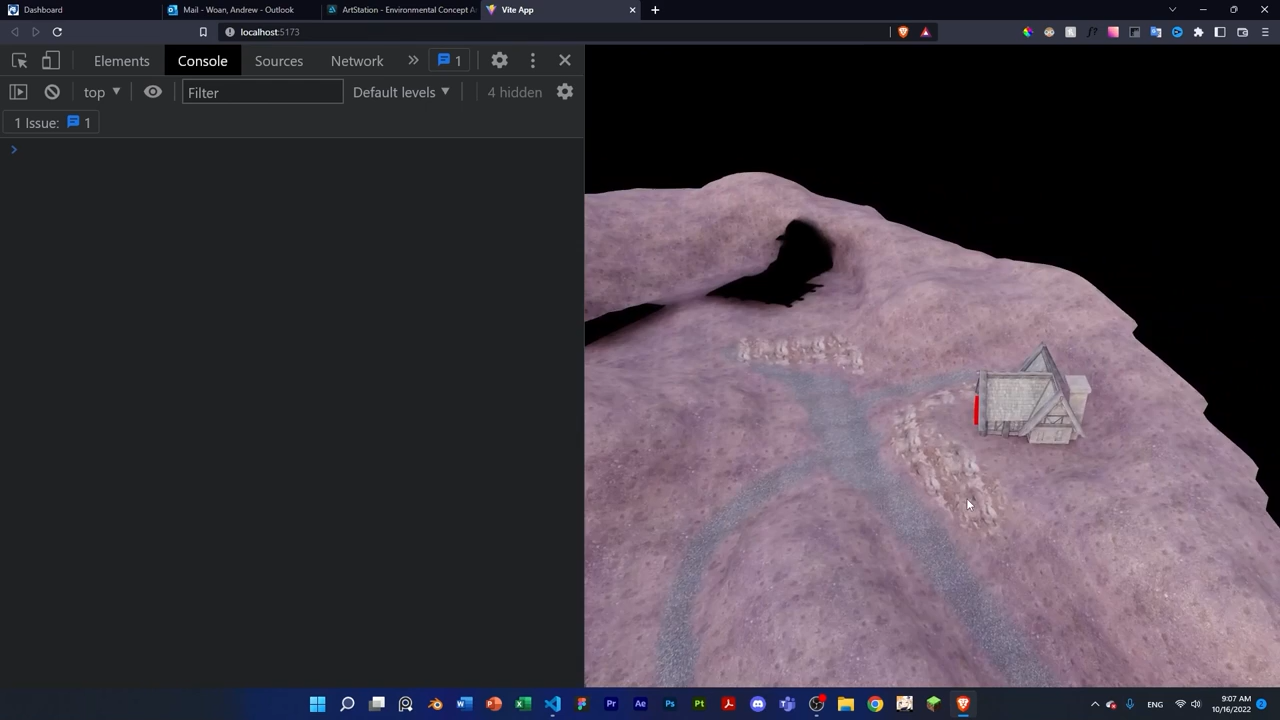 Dashboard
Mail - Woan, Andrew - Outlook
ArtStation - Environmental Concept A
Vite App
localhost:5173
Elements
Console
Sources
Network
1
top
Filter
Default levels
4 hidden
1 Issue: 1
ENG
9:07 AM
10/16/2022
2